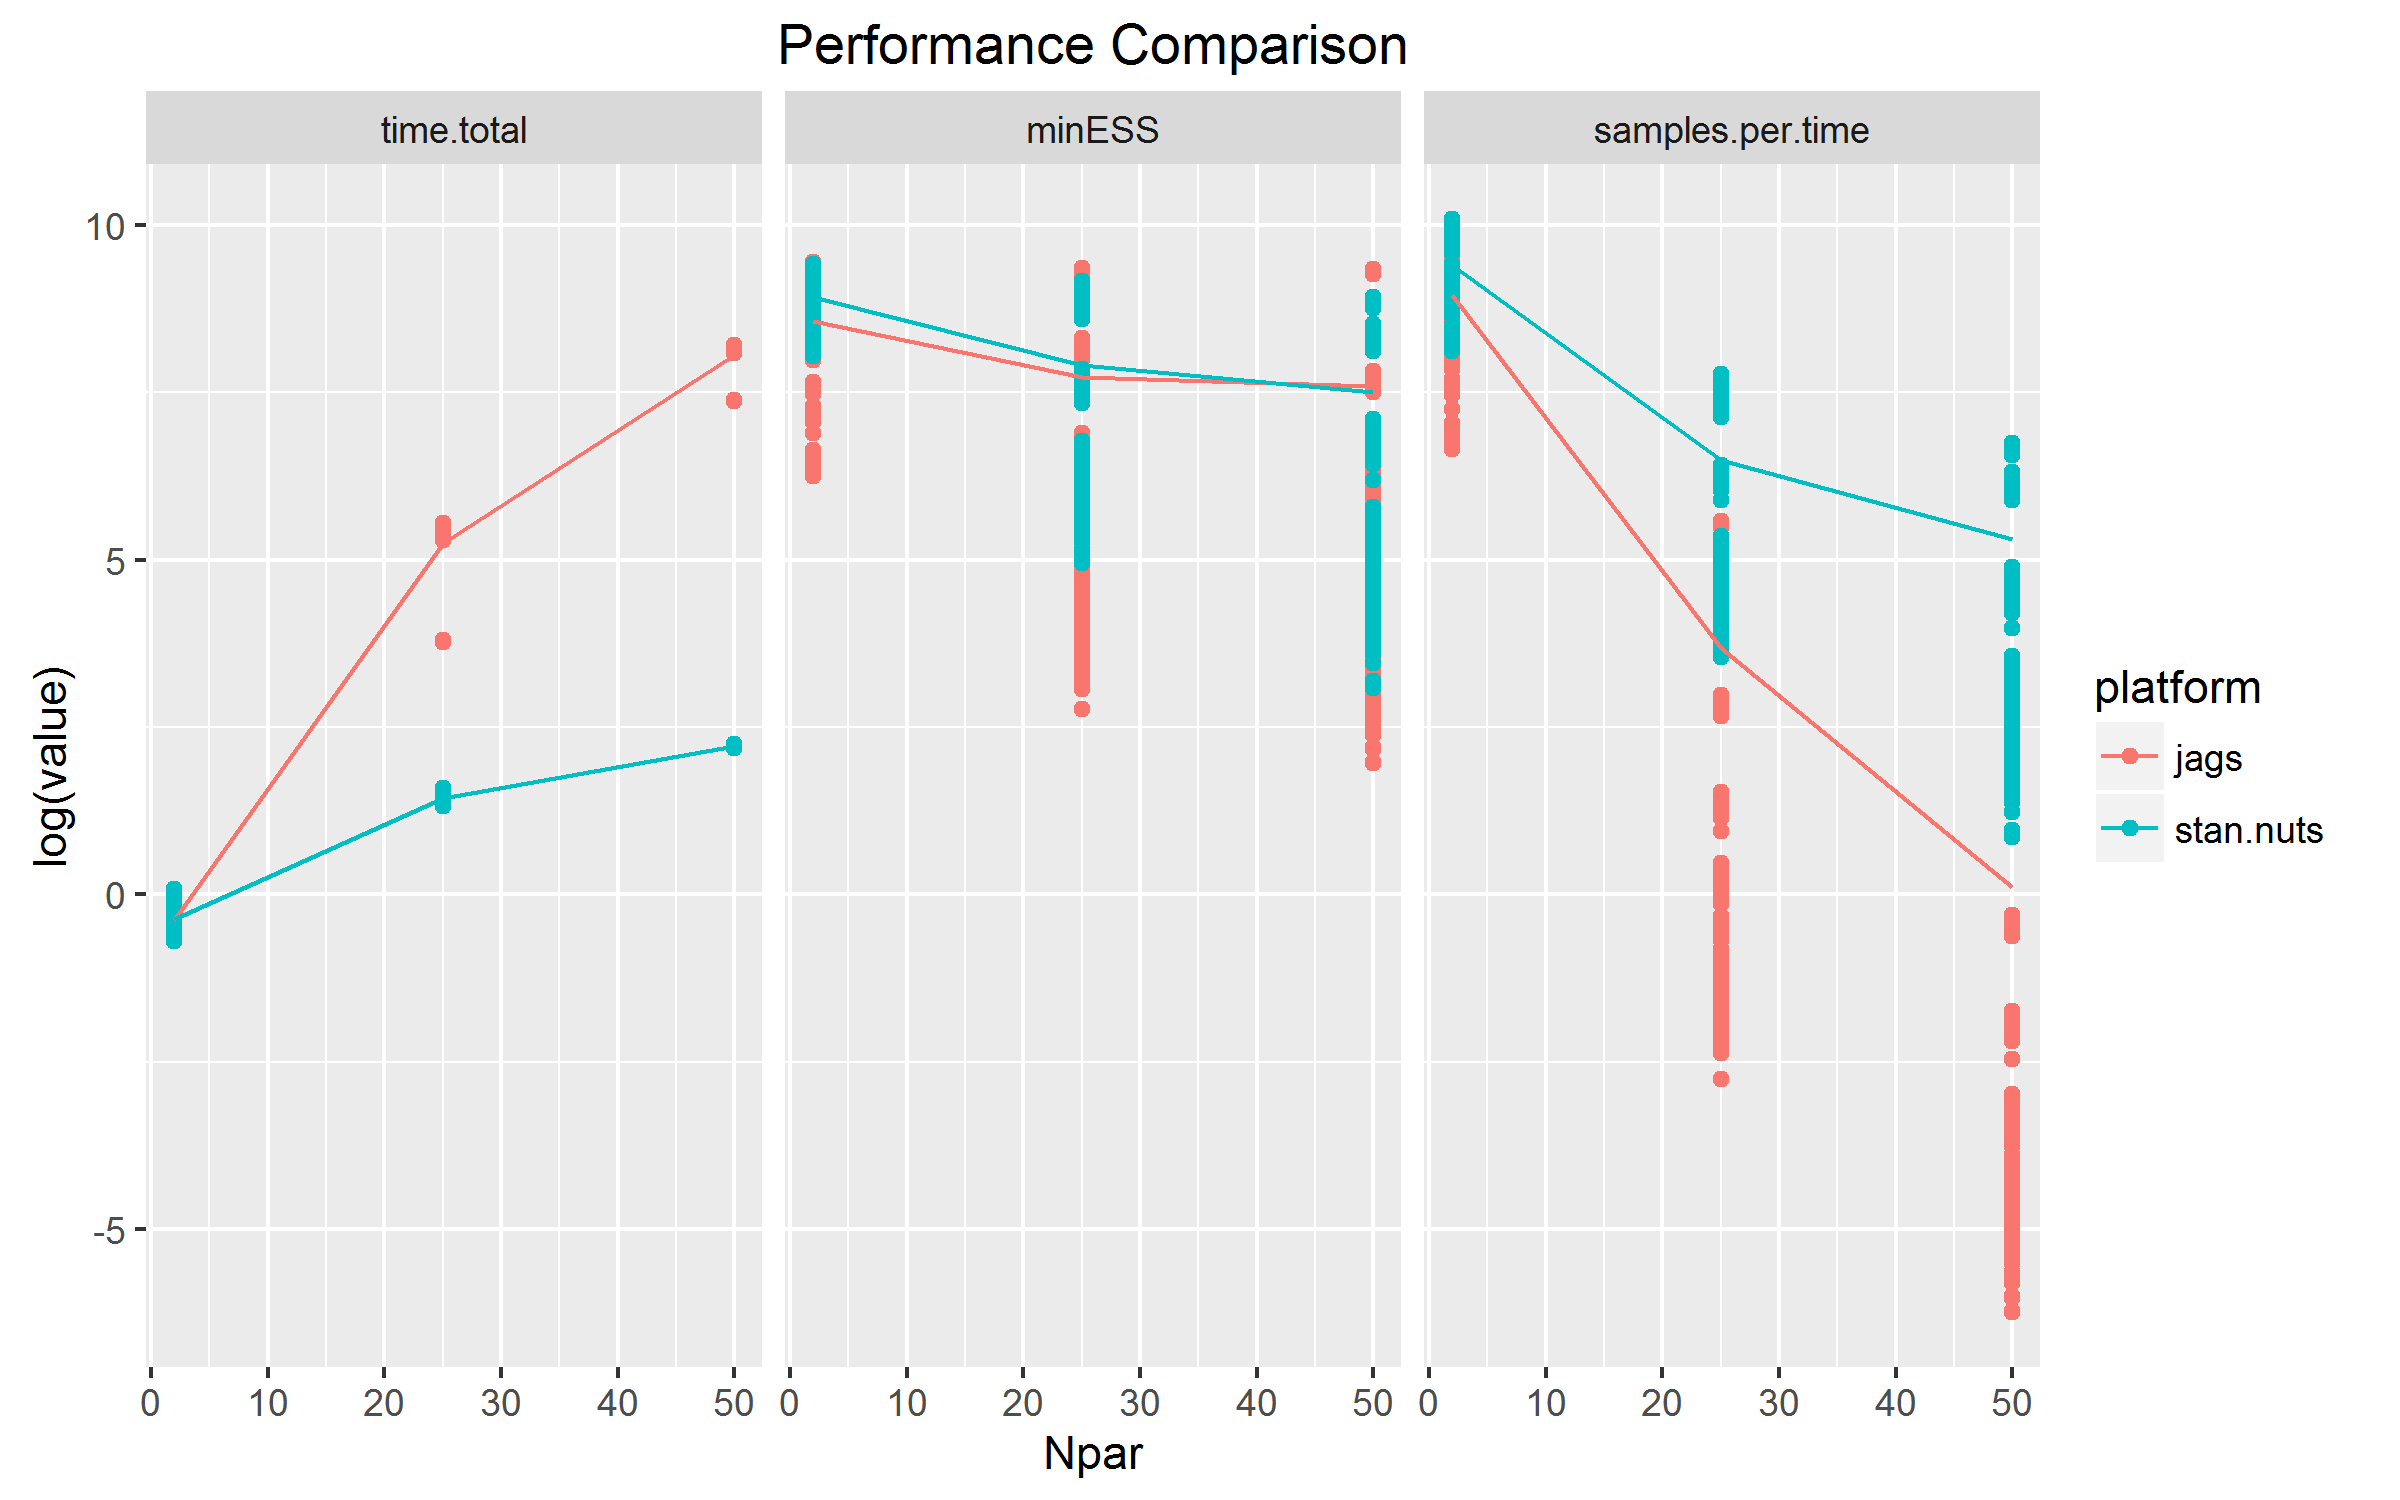 Performance Comparison
time.total
minESS
samples.per.time
10
5
0
-5
log(value)
0 10 20 30 40 50
0 10 20 30 40 50
0 10 20 30 40 50
Npar
platform
jags
stan.nuts